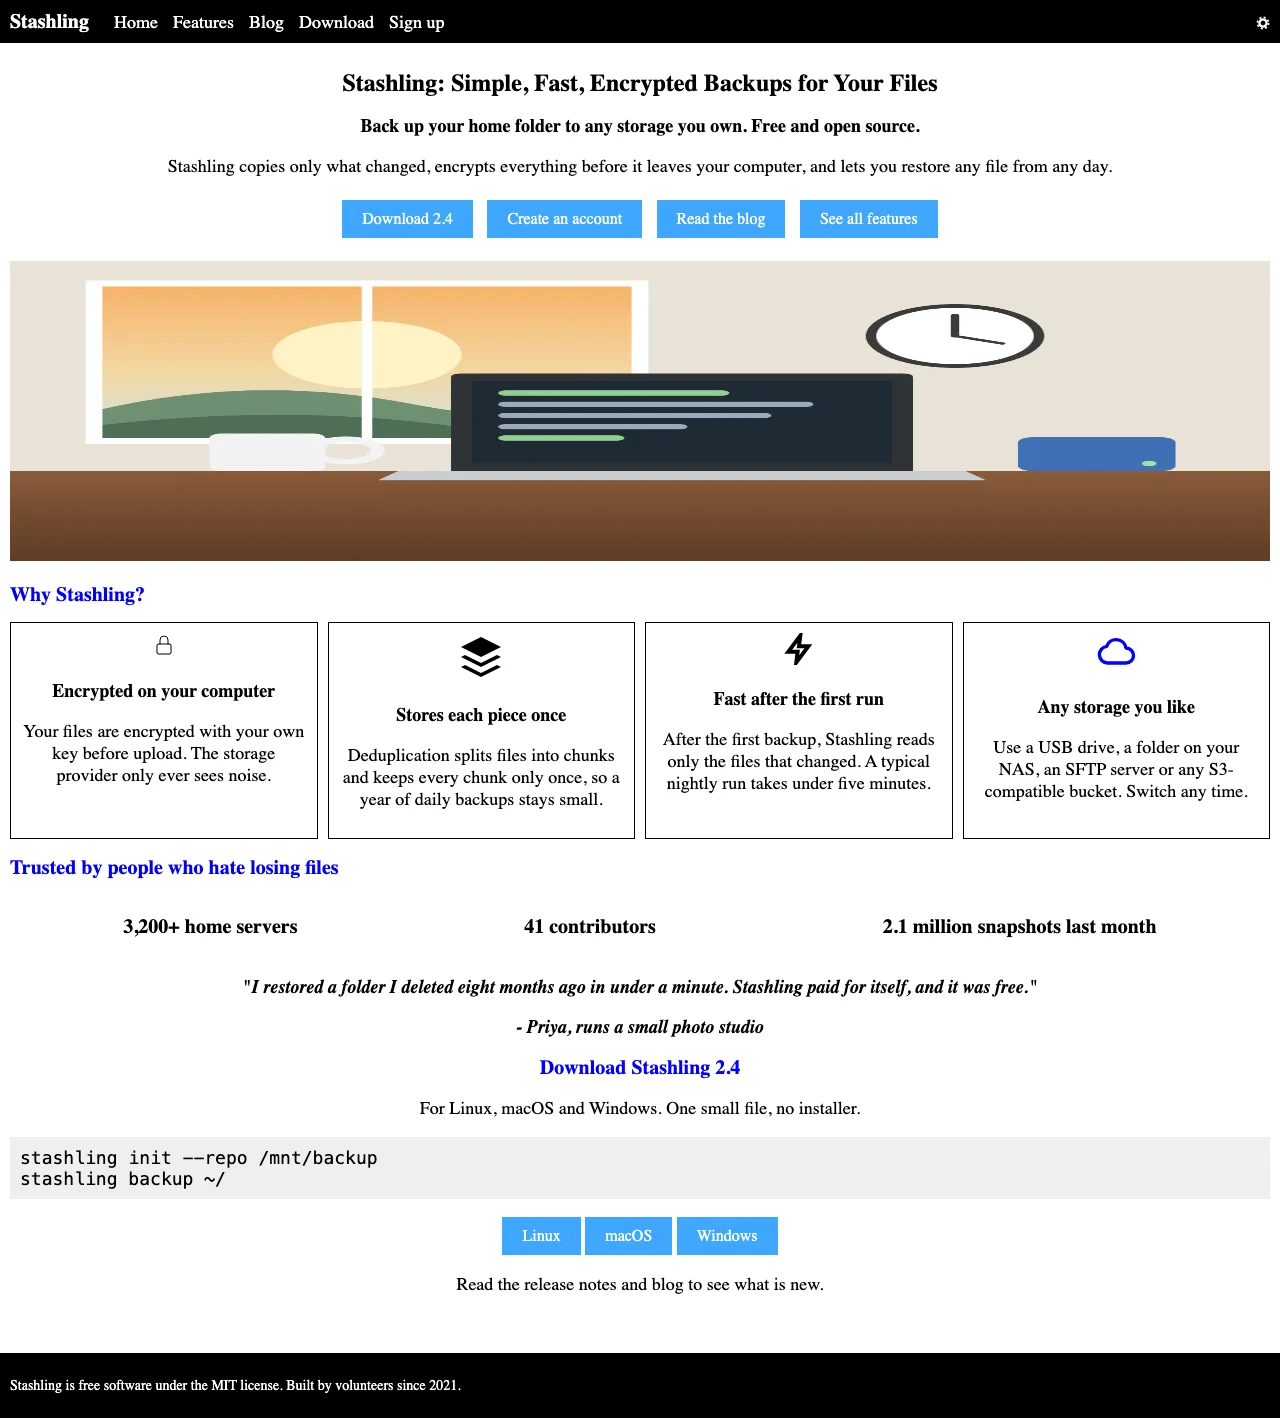 Stashling Home Features Blog Download Sign up
Stashling: Simple, Fast, Encrypted Backups for Your Files
Back up your home folder to any storage you own. Free and open source.
Stashling copies only what changed, encrypts everything before it leaves your computer, and lets you restore any file from any day.
Download 2.4 Create an account Read the blog See all features
Why Stashling?
Encrypted on your computer
Your files are encrypted with your own
key before upload. The storage
provider only ever sees noise.
Stores each piece once
Deduplication splits files into chunks
and keeps every chunk only once, so a
year of daily backups stays small.
Fast after the first run
After the first backup, Stashling reads
only the files that changed. A typical
nightly run takes under five minutes.
Any storage you like
Use a USB drive, a folder on your
NAS, an SFTP server or any S3-
compatible bucket. Switch any time.
Trusted by people who hate losing files
3,200+ home servers 41 contributors 2.1 million snapshots last month
"I restored a folder I deleted eight months ago in under a minute. Stashling paid for itself, and it was free."
- Priya, runs a small photo studio
Download Stashling 2.4
For Linux, macOS and Windows. One small file, no installer.
stashling init --repo /mnt/backup
stashling backup ~/
Linux macOS Windows
Read the release notes and blog to see what is new.
Stashling is free software under the MIT license. Built by volunteers since 2021.